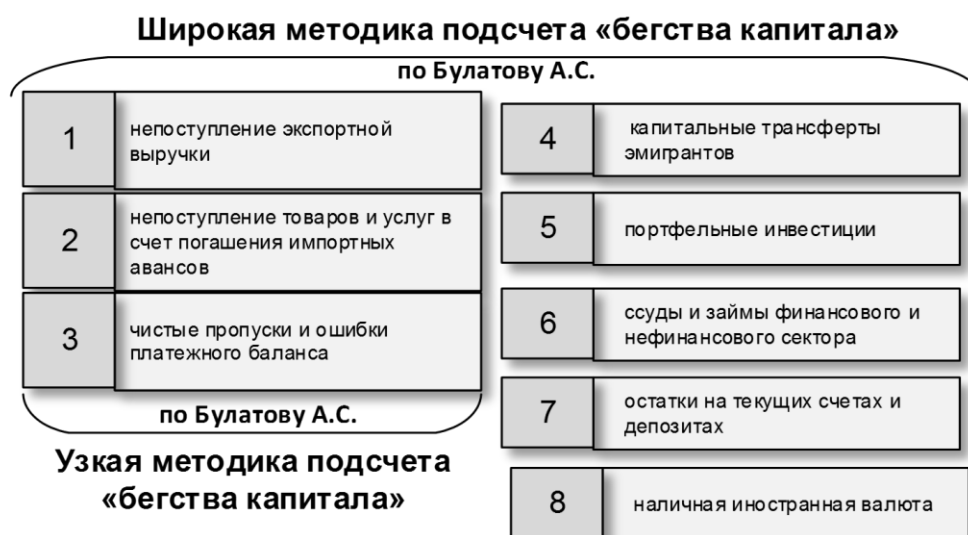 Широкая методика подсчета «бегства капитала»
по Булатову А.С.
1
непоступление экспортной
выручки
2
непоступление товаров и услуг в
счет погашения импортных
авансов
3
чистые пропуски и ошибки
платежного баланса
по Булатову А.С.
Узкая методика подсчета
«бегства капитала»
4
капитальные трансферты
эмигрантов
5
портфельные инвестиции
6
ссуды и займы финансового и
нефинансового сектора
7
остатки на текущих счетах и
депозитах
8
наличная иностранная валюта